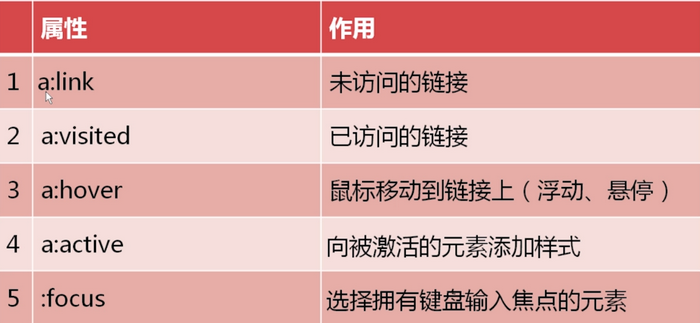 属性 作用
1 a:link 未访问的链接
2 a:visited 已访问的链接
3 a:hover 鼠标移动到链接上（浮动、悬停）
4 a:active 向被激活的元素添加样式
5 :focus 选择拥有键盘输入焦点的元素